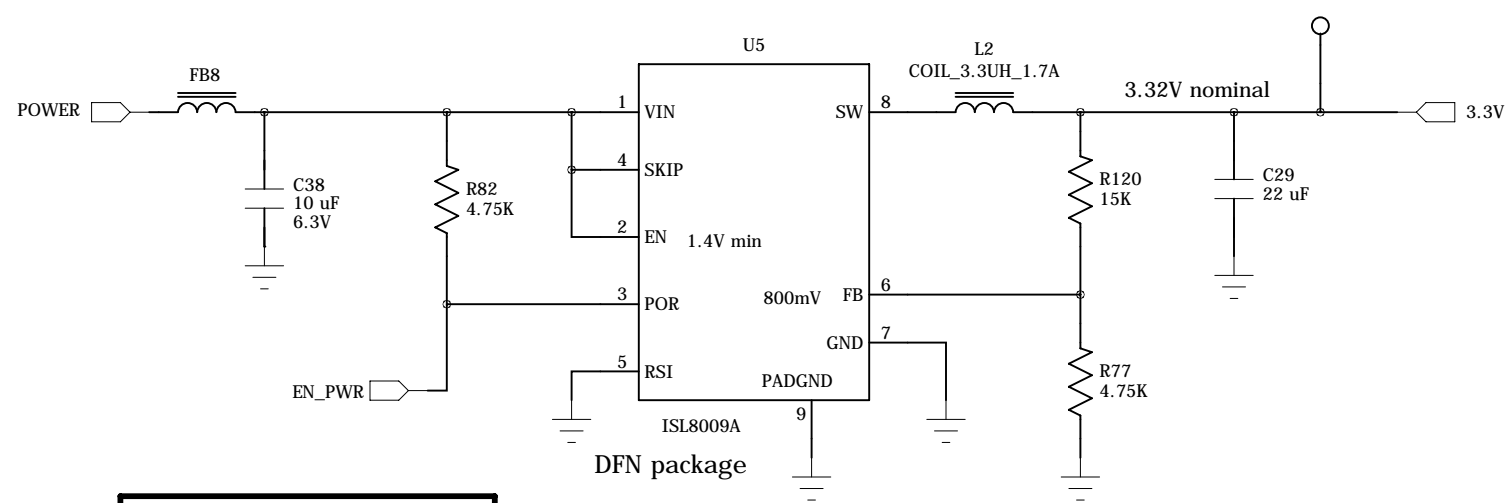 U5
L2
COIL_3.3UH_1.7A
FB8
3.32V nominal
POWER
1
VIN
SW
8
3.3V
4
SKIP
C38
10 uF
6.3V
R82
4.75K
R120
15K
C29
22 uF
2
EN
1.4V min
3
POR
800mV
FB
6
GND
7
5
RSI
PADGND
R77
4.75K
EN_PWR
9
ISL8009A
DFN package